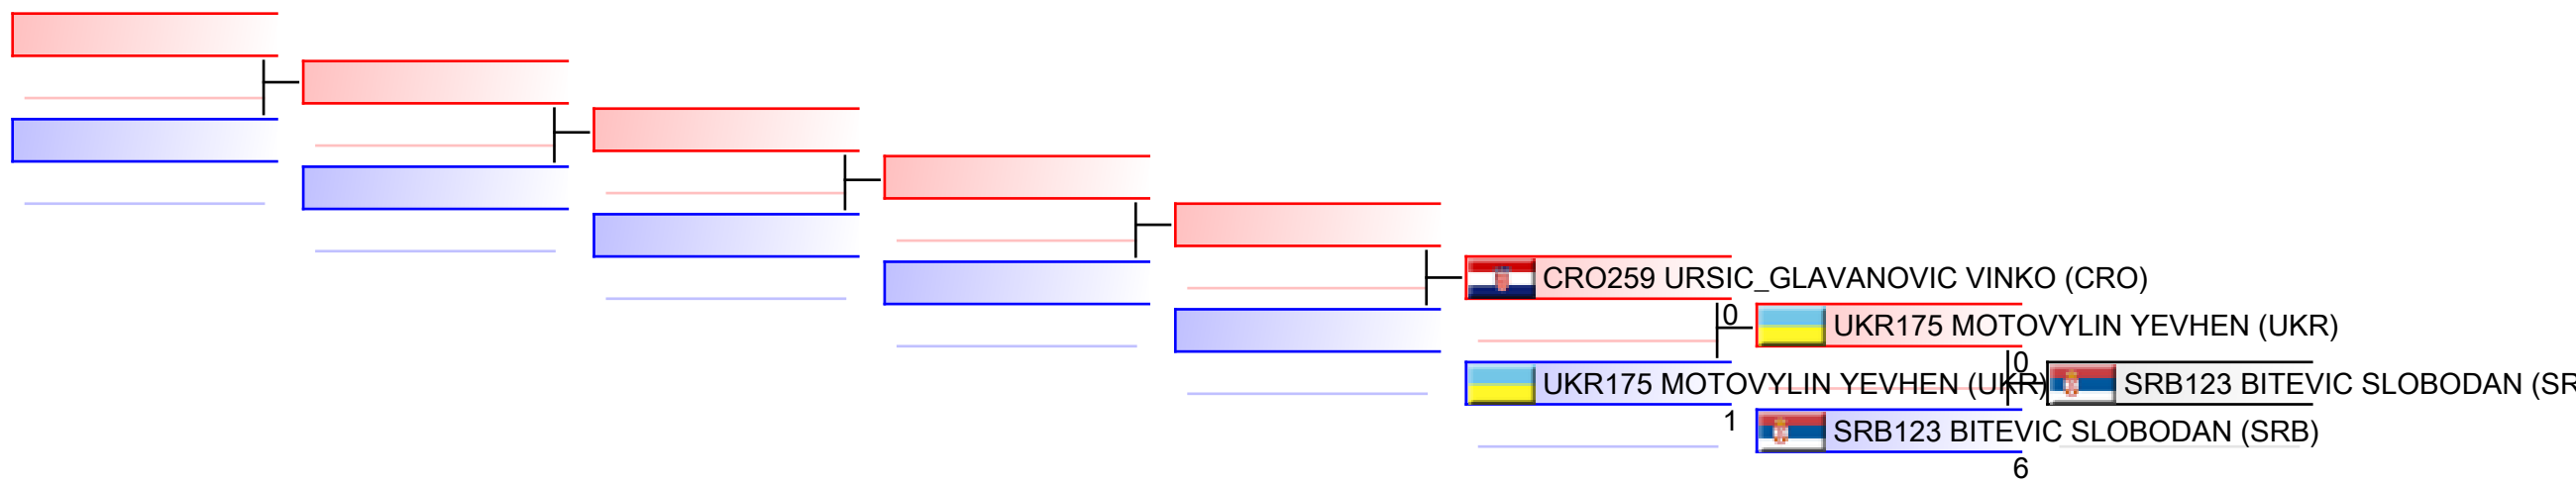 CRO259 URSIC_GLAVANOVIC VINKO (CRO)
0
UKR175 MOTOVYLIN YEVHEN (UKR)
UKR175 MOTOVYLIN YEVHEN (UKR)
1
0
SRB123 BITEVIC SLOBODAN (SRB)
6
SRB123 BITEVIC SLOBODAN (SR